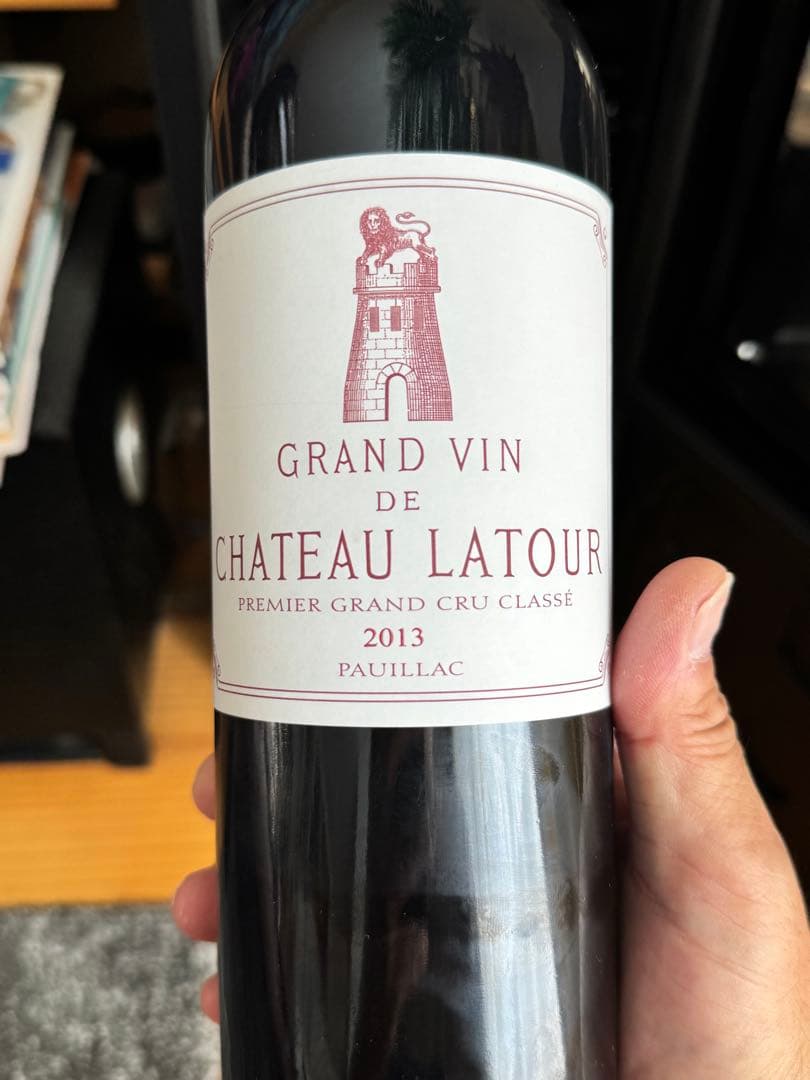 GRAND VIN
DE
CHATEAU LATOUR
PREMIER GRAND CRU CLASSÉ
2013
PAUILLAC